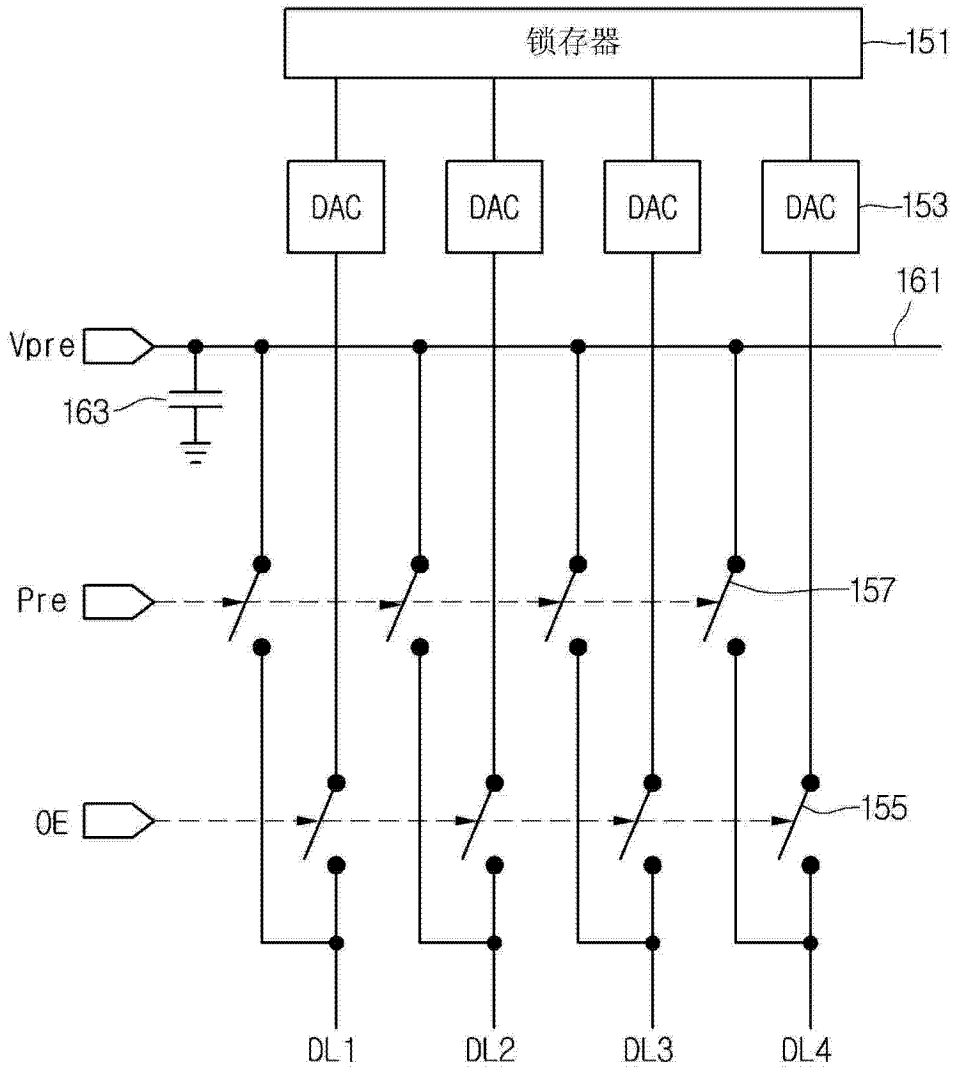 锁存器
151
DAC
DAC
DAC
DAC
153
161
Vpre
163
Pre
157
OE
155
DL1
DL2
DL3
DL4